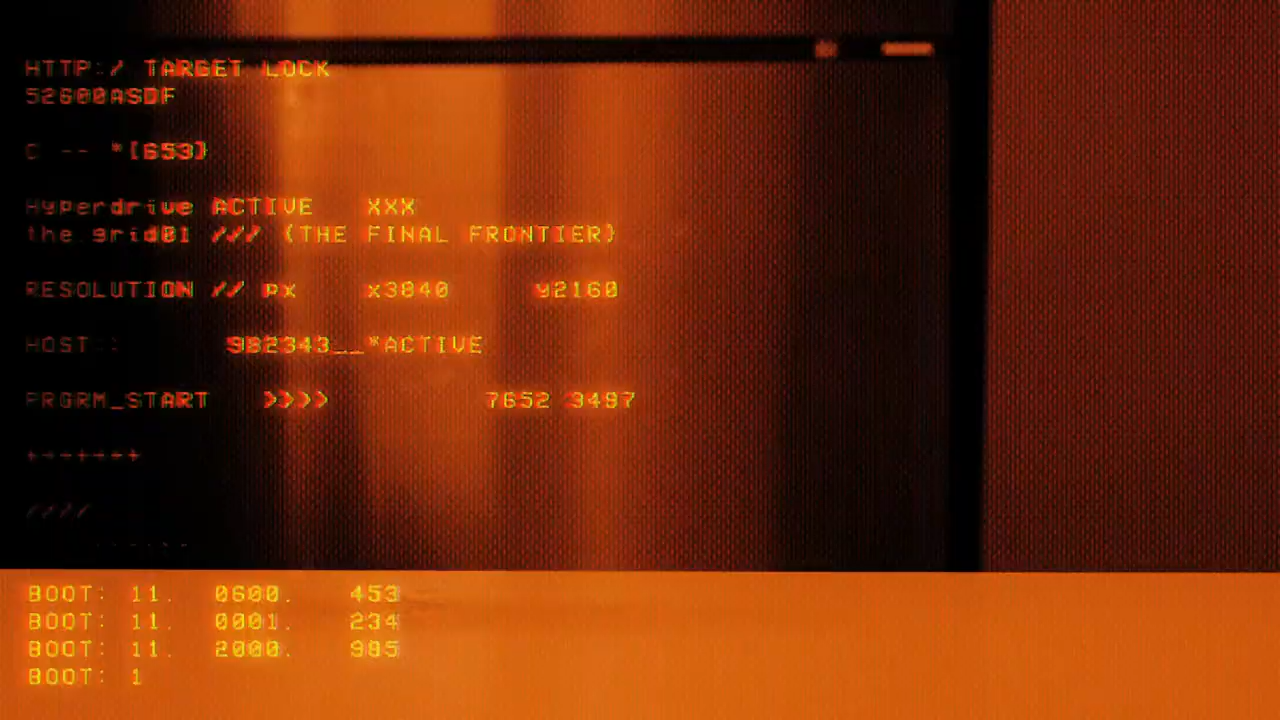 HTTP:/ TARGET LOCK
52600ASDF
C -- *[653}
Hyperdrive ACTIVE XXX
the grid01 /// (THE FINAL FRONTIER)
RESOLUTION // px x3840 y2160
HOST:: 982343__*ACTIVE
PRGRM_START >>>> 7652 3497
+--+---+
////
BOOT: 11. 0600. 453
BOOT: 11. 0001. 234
BOOT: 11. 2000. 985
BOOT: 1